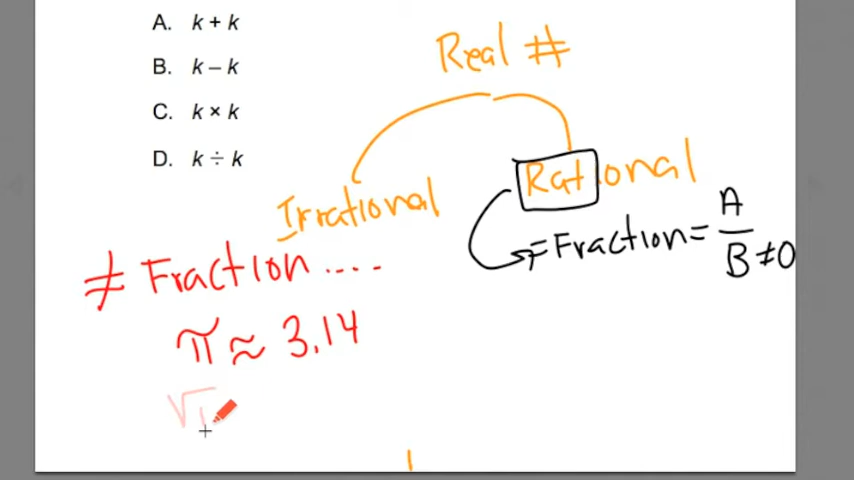 A. k + k
B. k – k
C. k × k
D. k ÷ k
Real #
Irrational
Rational
= Fraction = A
B ≠ 0
≠ Fraction ....
π ≈ 3.14